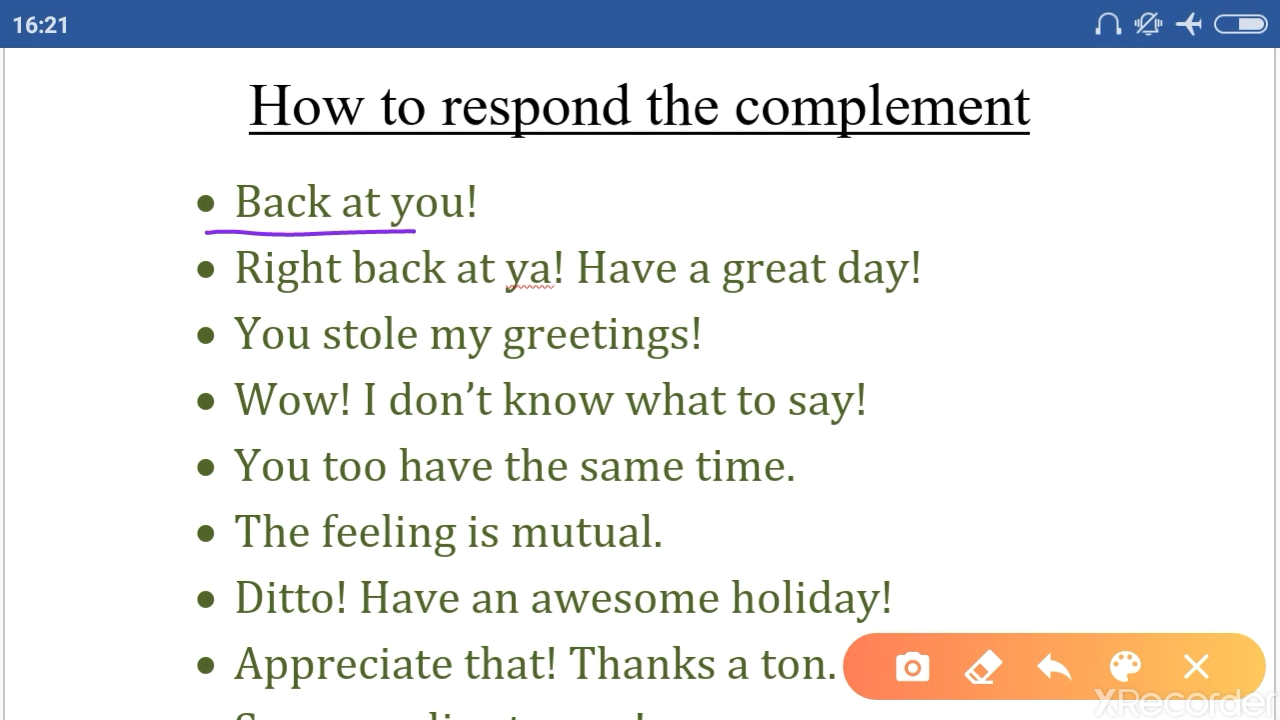 16:21
How to respond the complement
• Back at you!
• Right back at ya! Have a great day!
• You stole my greetings!
• Wow! I don’t know what to say!
• You too have the same time.
• The feeling is mutual.
• Ditto! Have an awesome holiday!
• Appreciate that! Thanks a ton.
XRecorder